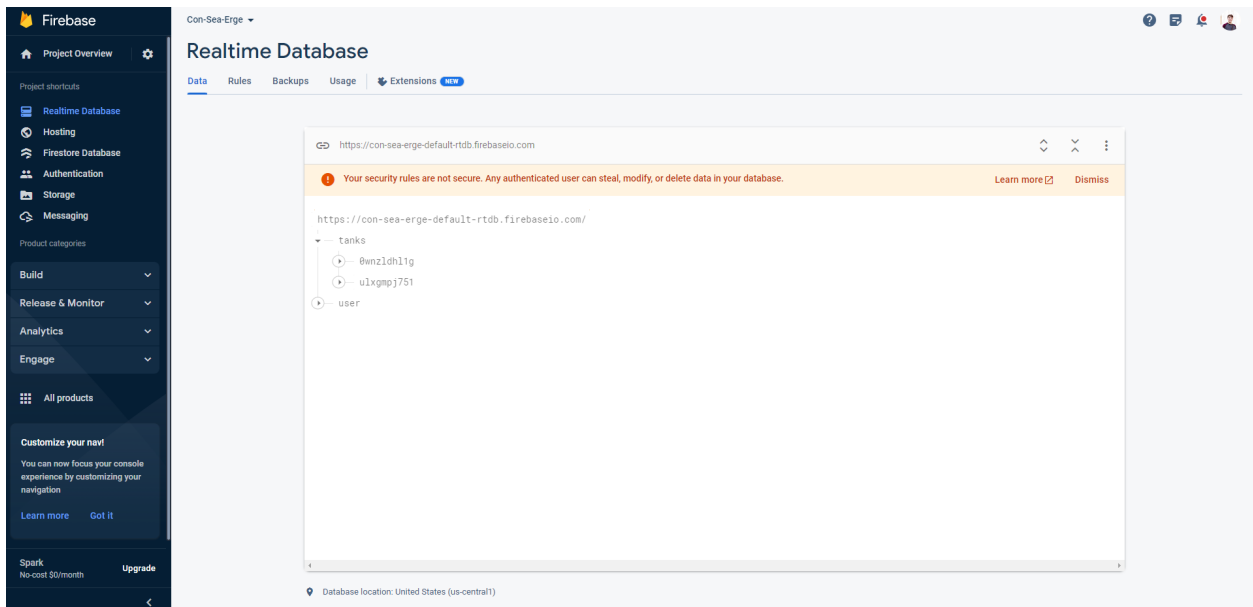 Firebase
Project Overview
Project shortcuts
Realtime Database
Hosting
Firestore Database
Authentication
Storage
Messaging
Product categories
Build
Release & Monitor
Analytics
Engage
All products
Customize your nav!
You can now focus your console
experience by customizing your
navigation
Learn more Got it
Spark
No-cost $0/month
Upgrade
Con-Sea-Erge
Realtime Database
Data Rules Backups Usage Extensions NEW
https://con-sea-erge-default-rtdb.firebaseio.com
Your security rules are not secure. Any authenticated user can steal, modify, or delete data in your database. Learn more Dismiss
https://con-sea-erge-default-rtdb.firebaseio.com/
tanks
0wnzldhl1g
ulxgmpj751
user
Database location: United States (us-central1)